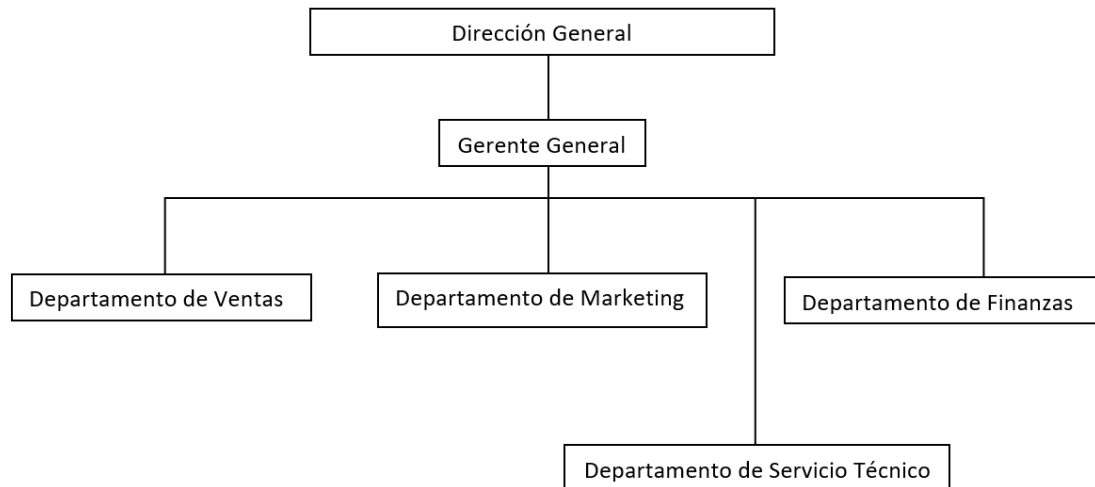 Dirección General
Gerente General
Departamento de Ventas
Departamento de Marketing
Departamento de Finanzas
Departamento de Servicio Técnico